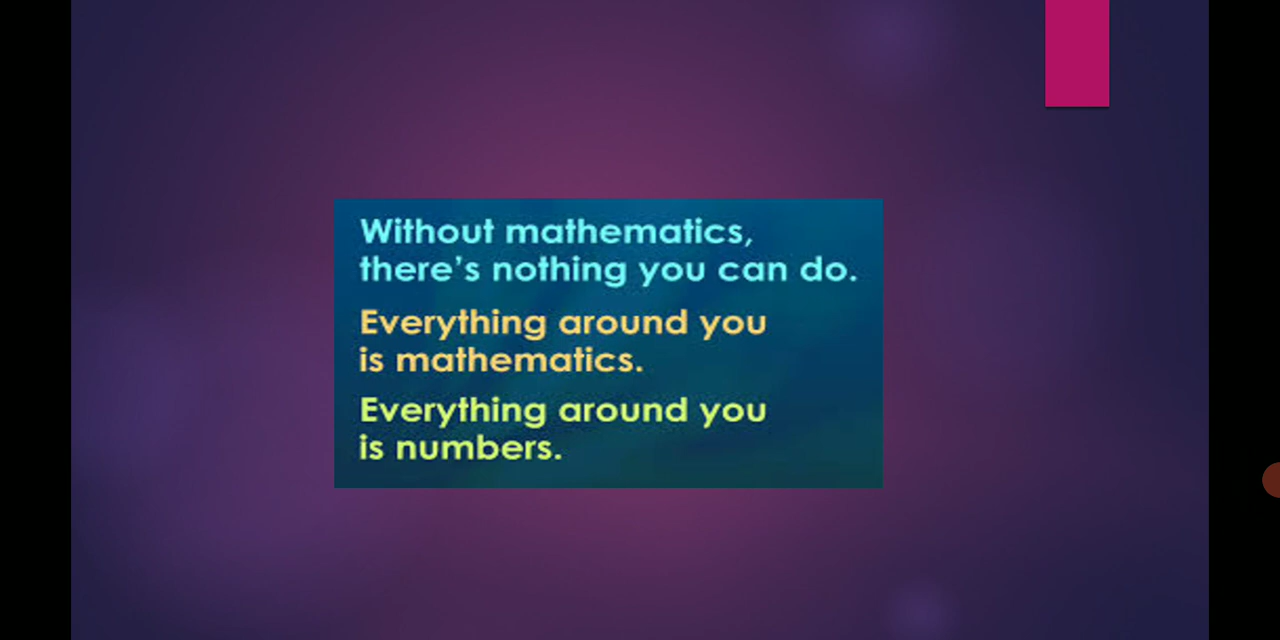 Without mathematics,
there’s nothing you can do.
Everything around you
is mathematics.
Everything around you
is numbers.